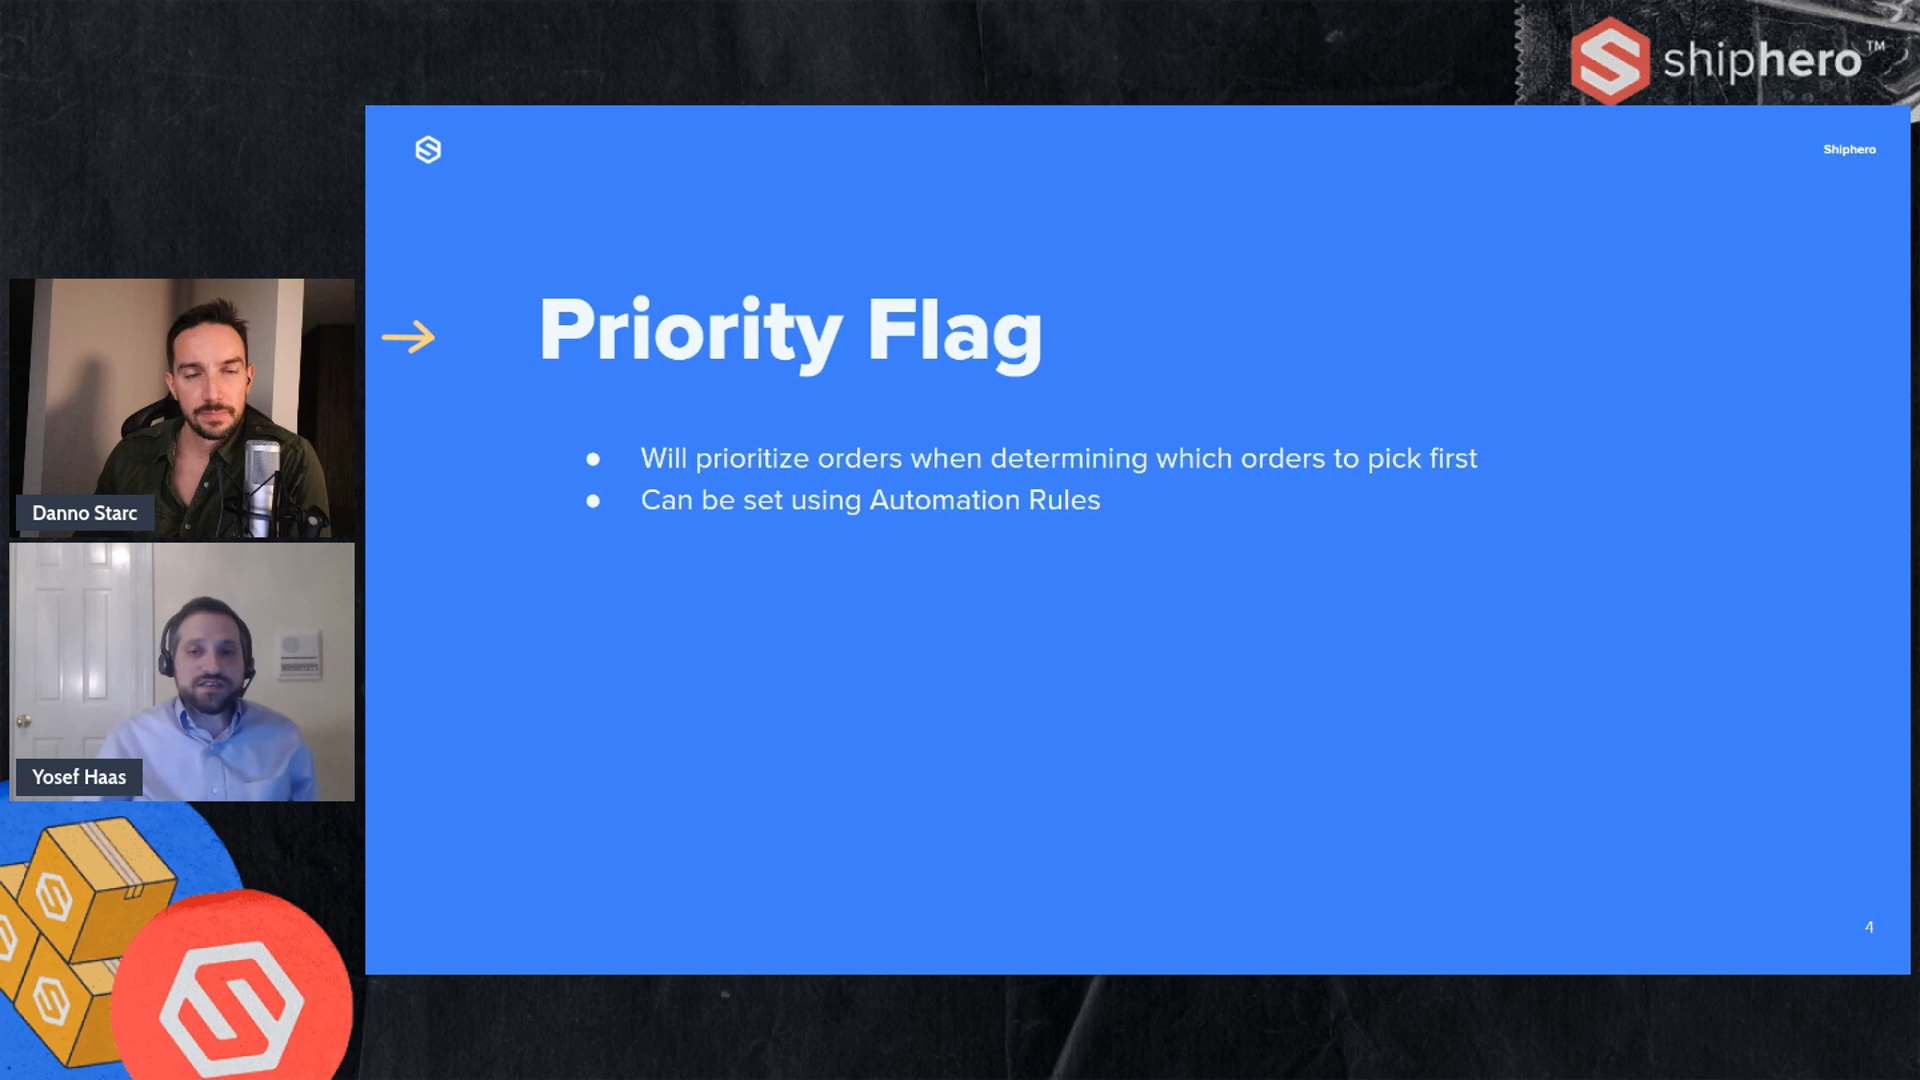 shiphero™
Shiphero
Priority Flag
● Will prioritize orders when determining which orders to pick first
● Can be set using Automation Rules
Danno Starc
Yosef Haas
4